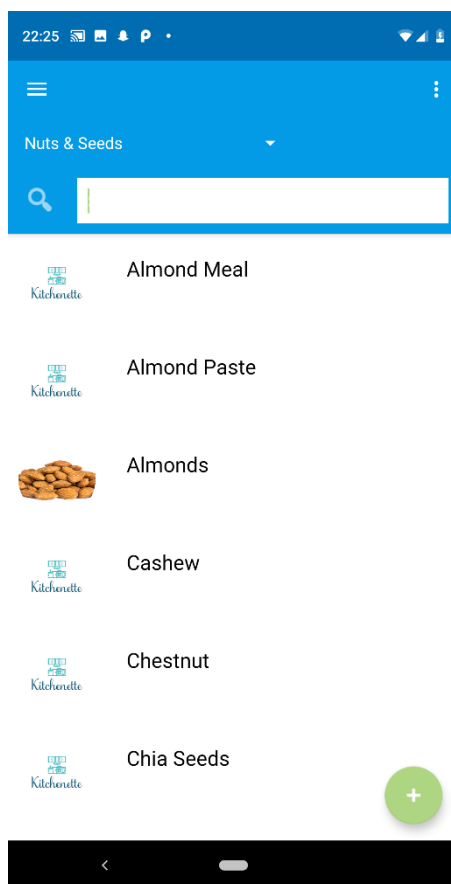 22:25
Nuts & Seeds
Kitchenette
Almond Meal
Kitchenette
Almond Paste
Almonds
Kitchenette
Cashew
Kitchenette
Chestnut
Kitchenette
Chia Seeds
+